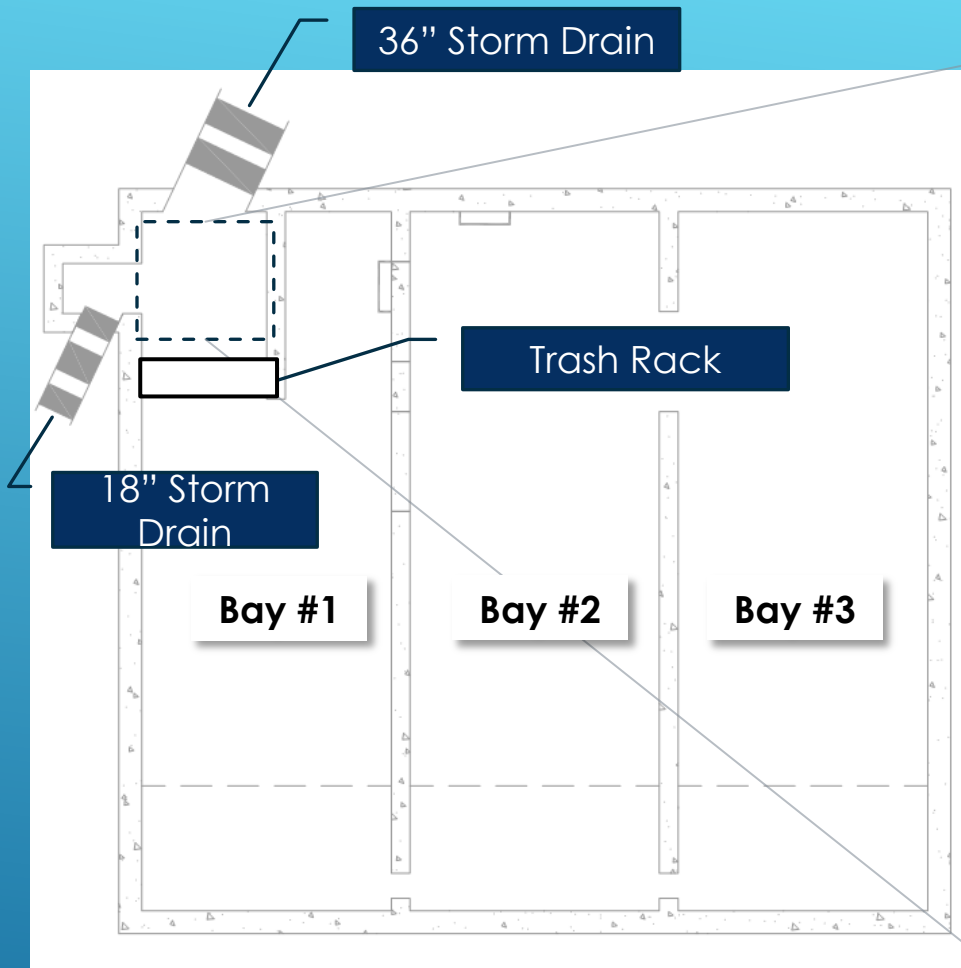 36” Storm Drain
Trash Rack
18” Storm
Drain
Bay #1
Bay #2
Bay #3